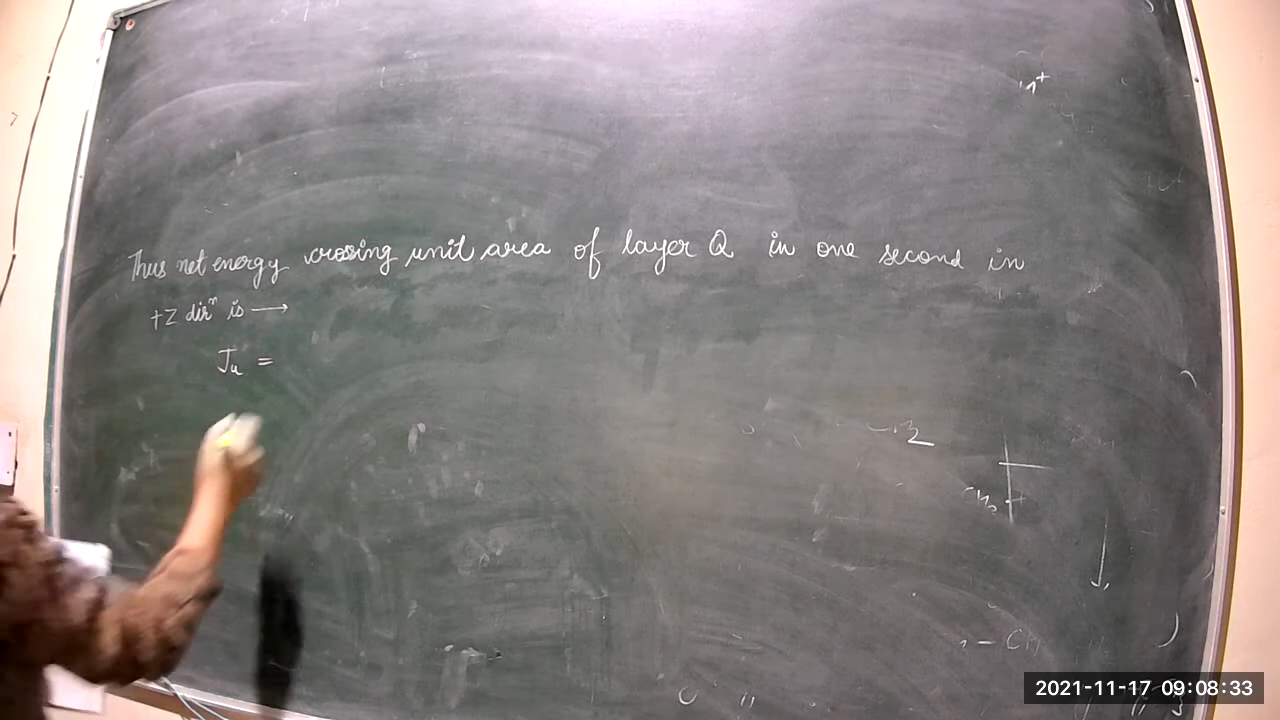 Thus net energy crossing unit area of layer Q in one second in
+Z dirⁿ is ⟶
Ju =
CH
2021-11-17 09:08:33